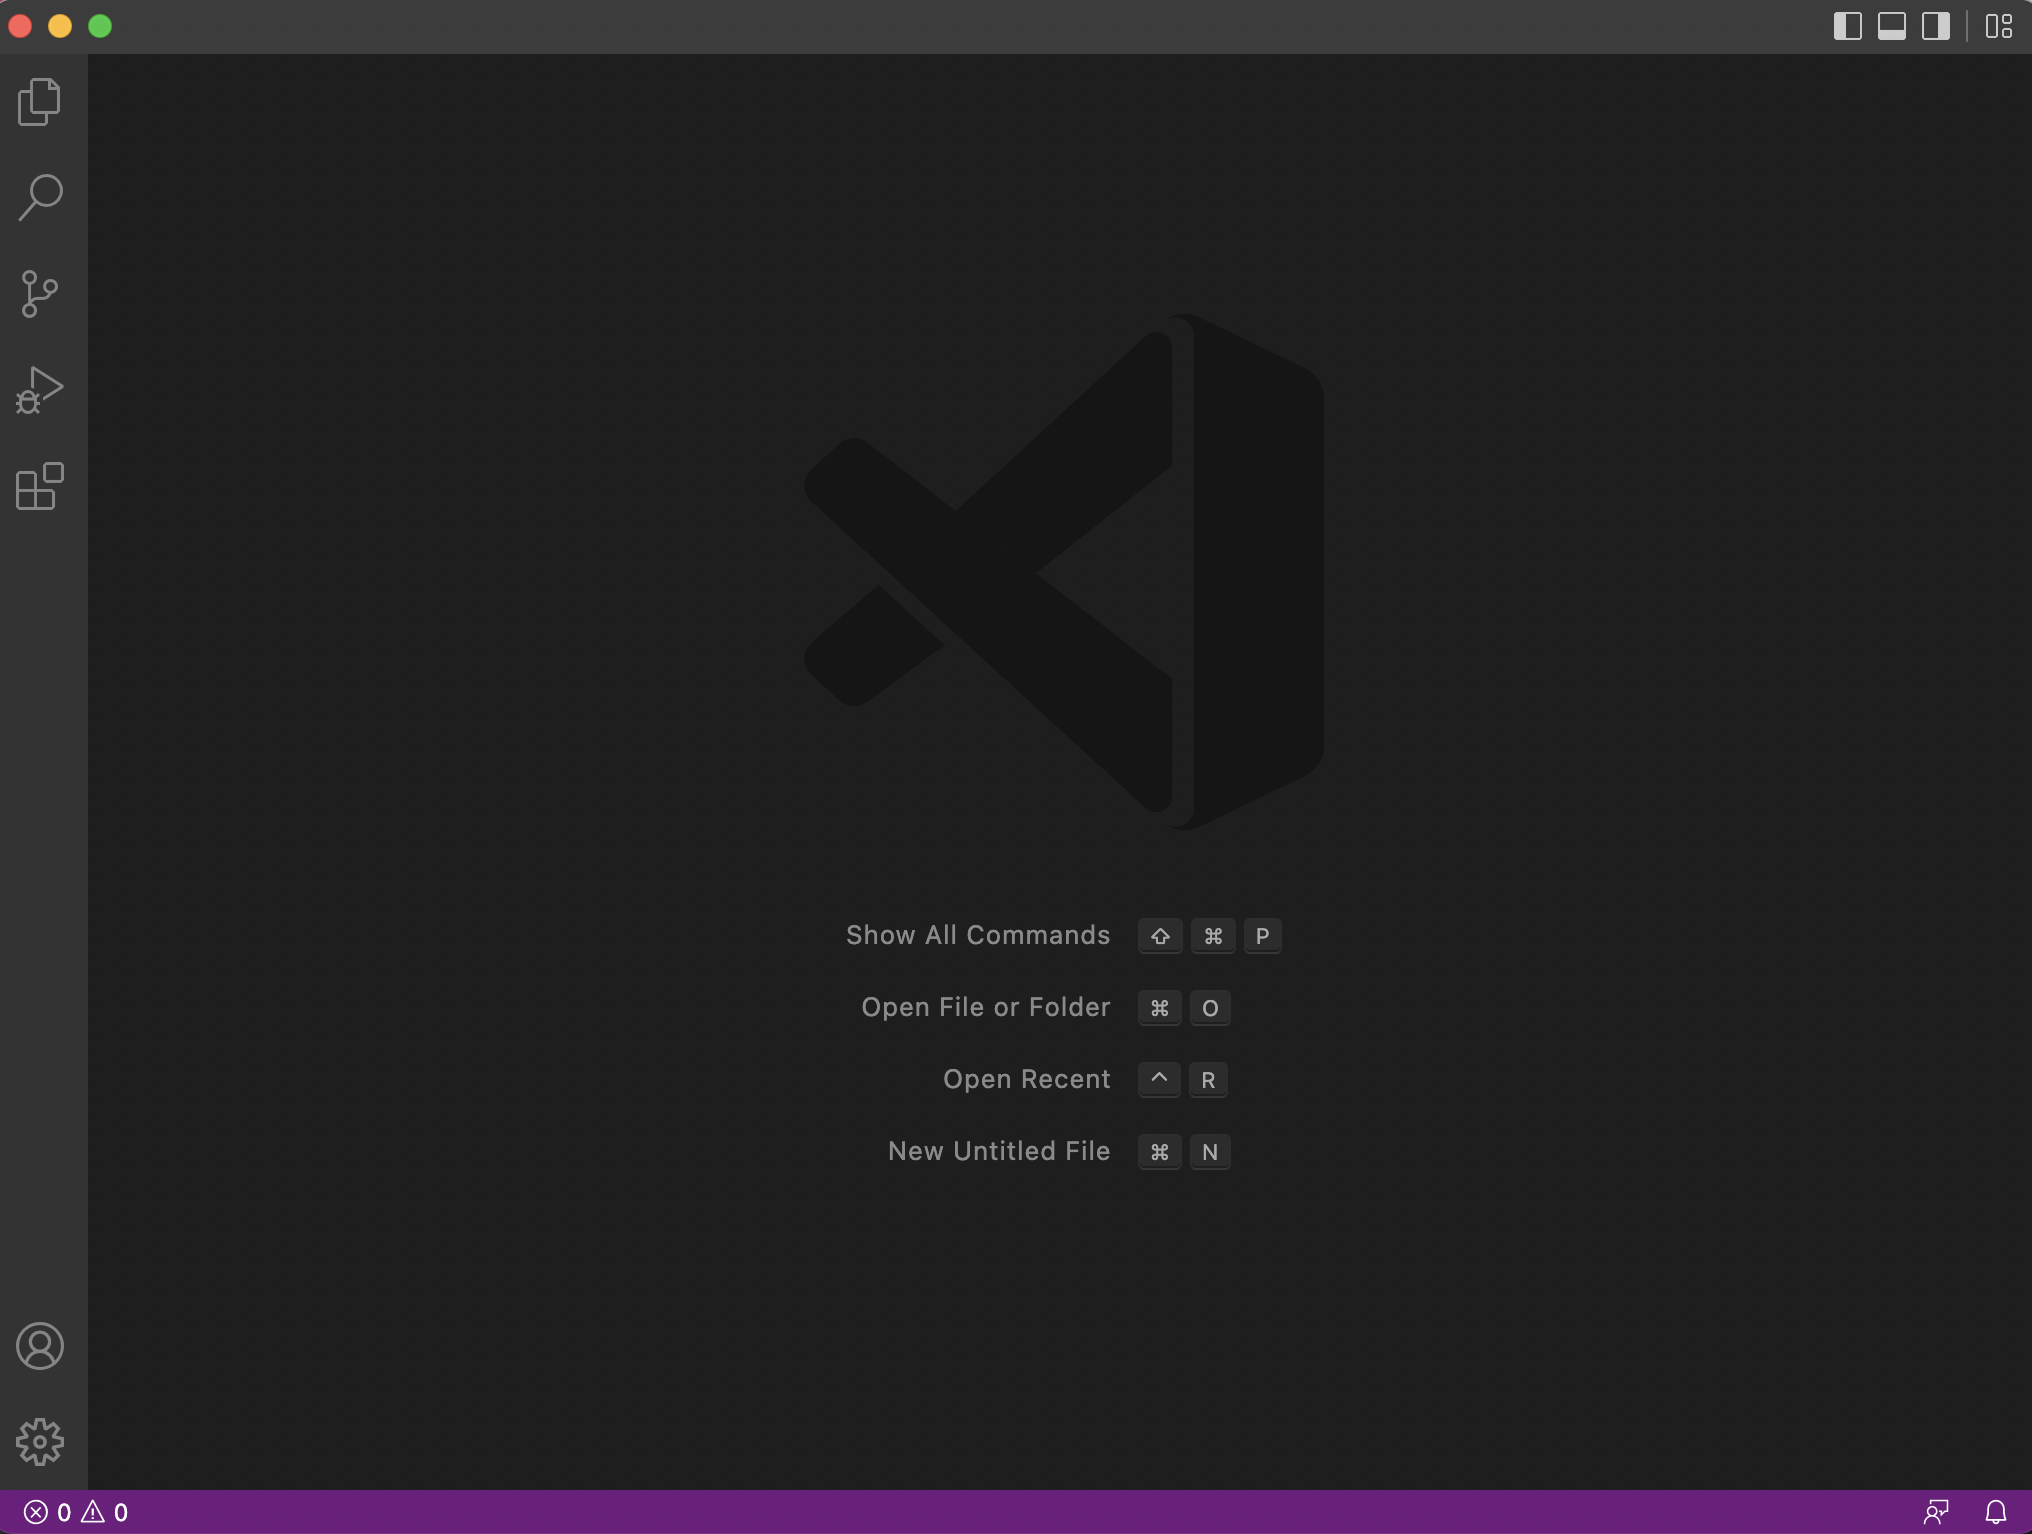 Show All Commands ⇧ ⌘ P
Open File or Folder ⌘ O
Open Recent ^ R
New Untitled File ⌘ N
0 0